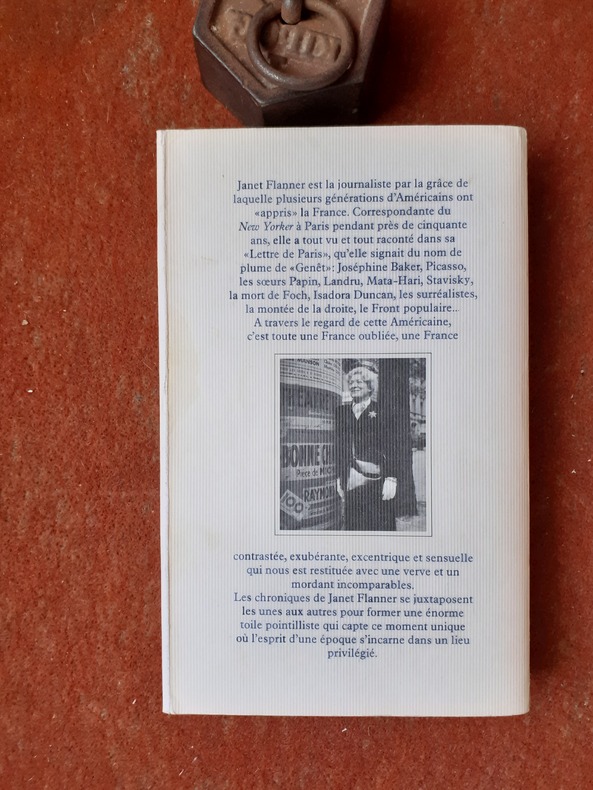 KILOG
Janet Flanner est la journaliste par la grâce de
laquelle plusieurs générations d'Américains ont
«appris» la France. Correspondante du
New Yorker à Paris pendant près de cinquante
ans, elle a tout vu et tout raconté dans sa
«Lettre de Paris», qu'elle signait du nom de
plume de «Genêt»: Joséphine Baker, Picasso,
les sœurs Papin, Landru, Mata-Hari, Stavisky,
la mort de Foch, Isadora Duncan, les surréalistes,
la montée de la droite, le Front populaire...
A travers le regard de cette Américaine,
c'est toute une France oubliée, une France
BONNE
Pièce de
RAYMO
100
contrastée, exubérante, excentrique et sensuelle
qui nous est restituée avec une verve et un
mordant incomparables.
Les chroniques de Janet Flanner se juxtaposent
les unes aux autres pour former une énorme
toile pointilliste qui capte ce moment unique
où l'esprit d'une époque s'incarne dans un lieu
privilégié.